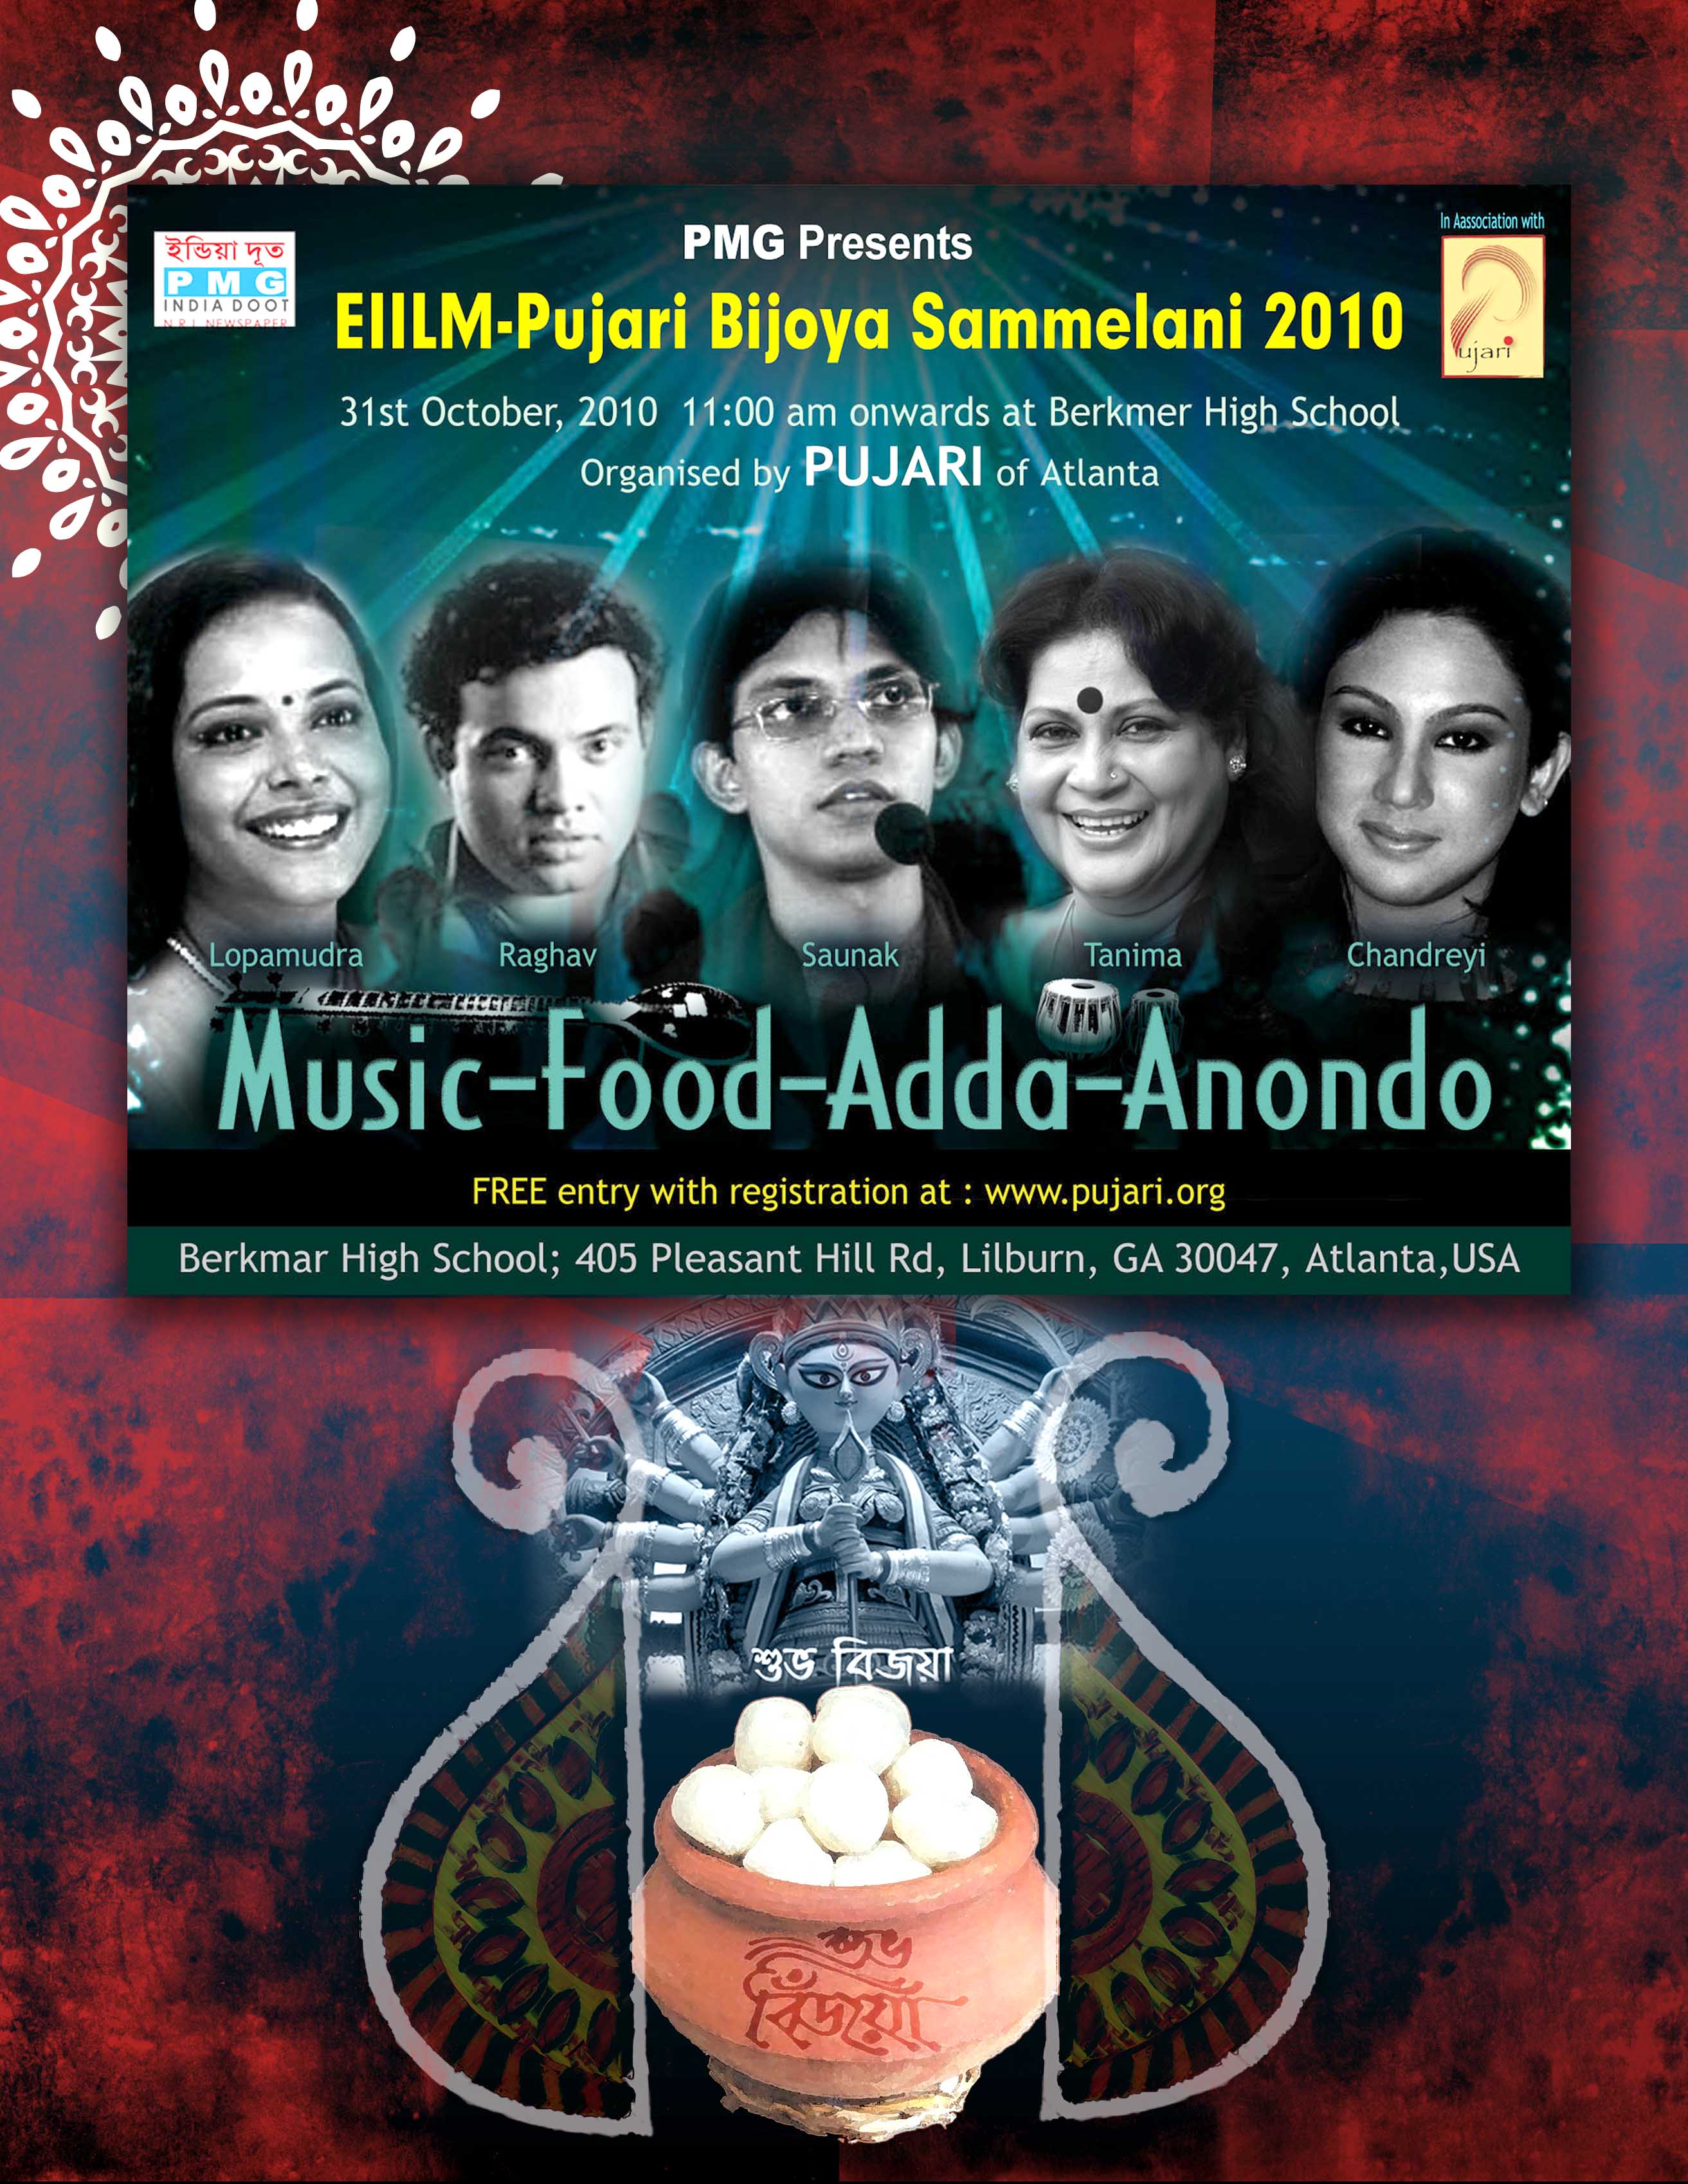 ইন্ডিয়া দূত
PMG
INDIA DOOT
N.R.I. NEWSPAPER
PMG Presents
In Aassociation with
Pujari
EIILM-Pujari Bijoya Sammelani 2010
31st October, 2010 11:00 am onwards at Berkmer High School
Organised by PUJARI of Atlanta
Lopamudra Raghav Saunak Tanima Chandreyi
Music-Food-Adda-Anondo
FREE entry with registration at : www.pujari.org
Berkmar High School; 405 Pleasant Hill Rd, Lilburn, GA 30047, Atlanta,USA
শুভ বিজয়া
শুভ
বিজয়া